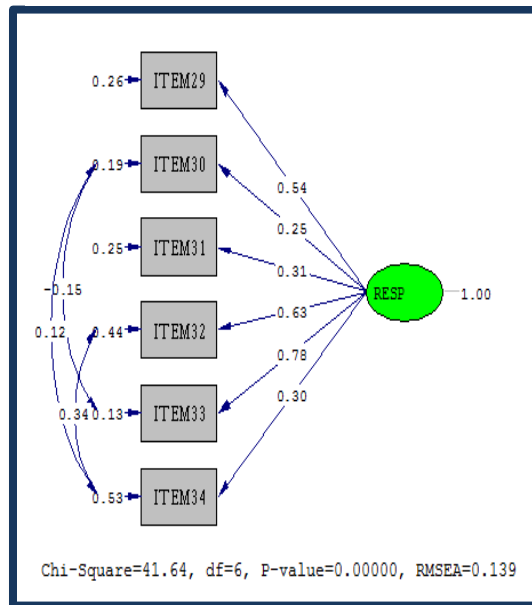 0.26 ITEM29
0.54
0.19 ITEM30
0.25
0.25 ITEM31
0.31
-0.15
RESP 1.00
0.63
0.12 0.44 ITEM32
0.78
0.30
0.34 0.13 ITEM33
0.53 ITEM34
Chi-Square=41.64, df=6, P-value=0.00000, RMSEA=0.139